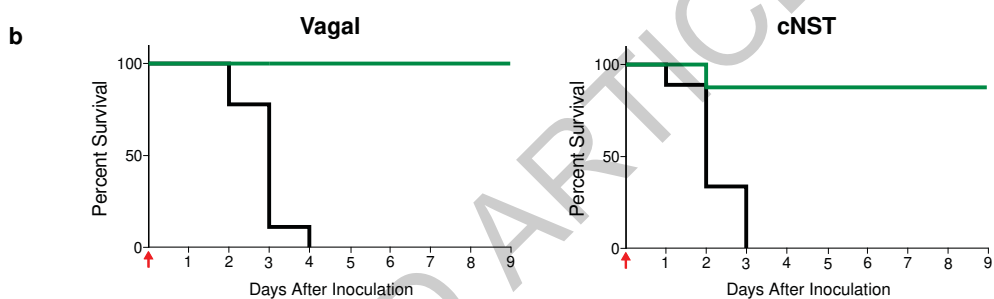 b
Vagal
cNST
Percent Survival
100
50
0
1 2 3 4 5 6 7 8 9
Days After Inoculation
Percent Survival
100
50
0
1 2 3 4 5 6 7 8 9
Days After Inoculation
D ARTIC